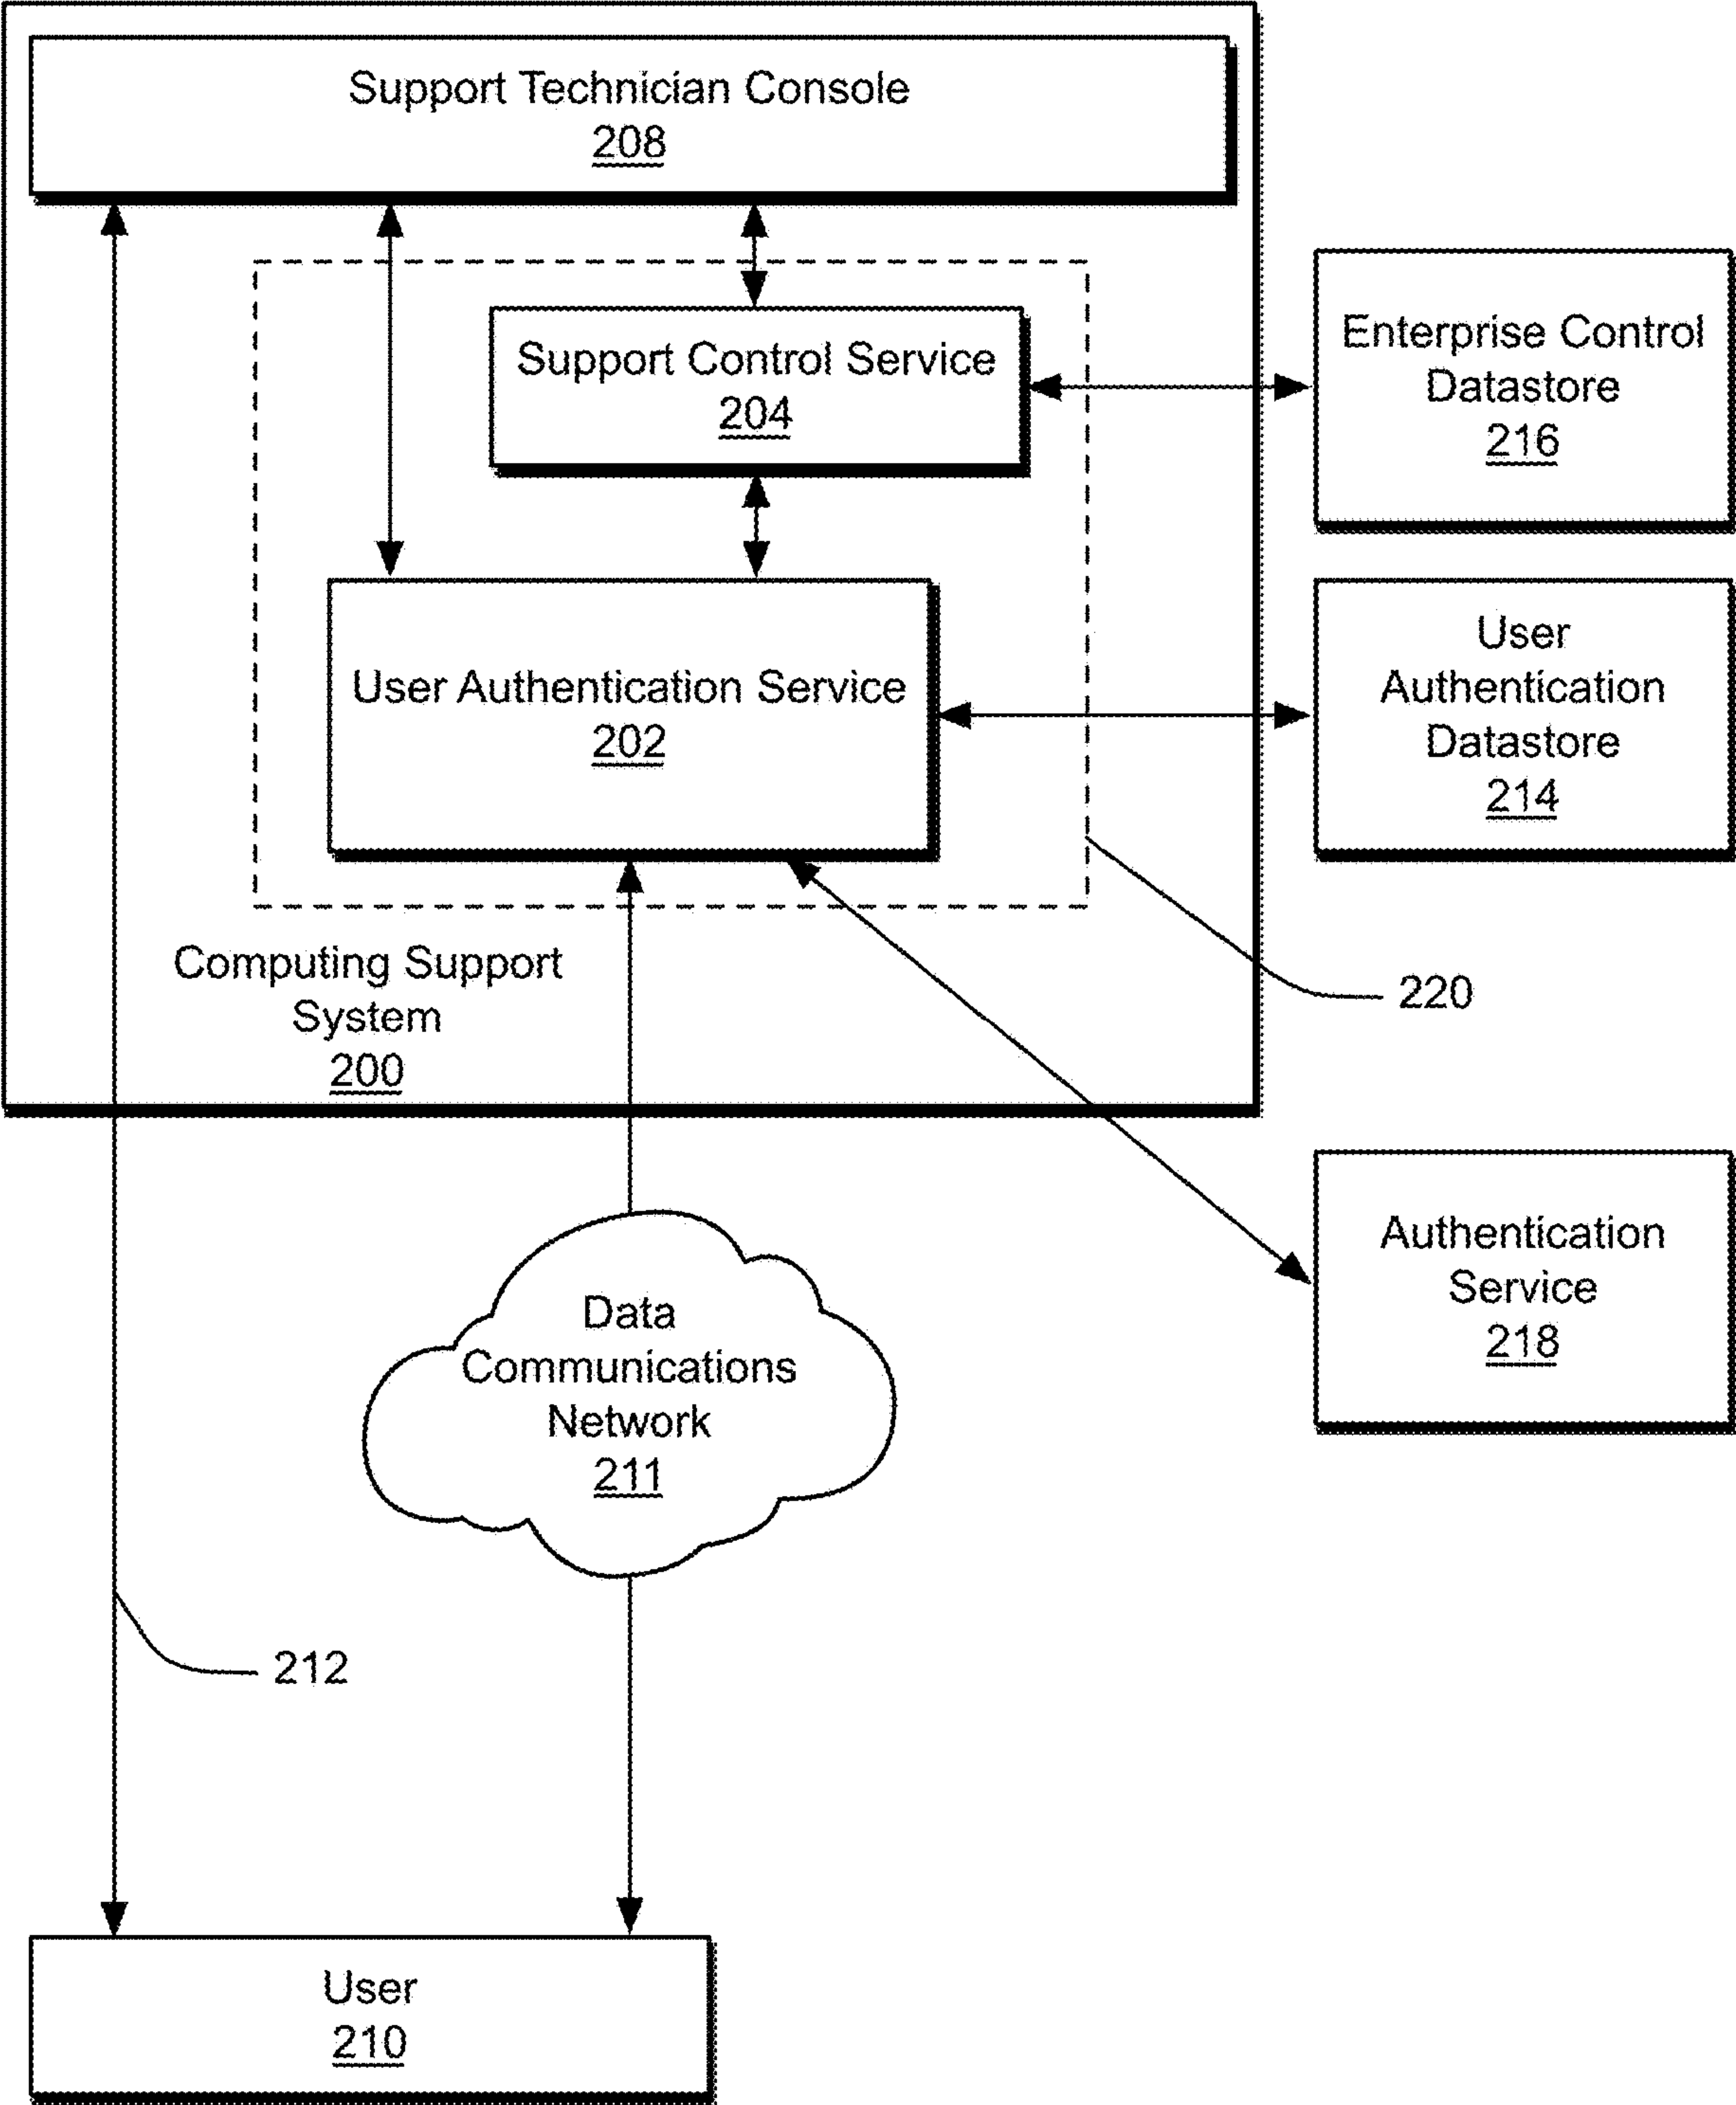 Support Technician Console
208
Support Control Service
204
Enterprise Control
Datastore
216
User Authentication Service
202
User
Authentication
Datastore
214
Computing Support
System
200
220
Authentication
Service
218
Data
Communications
Network
211
212
User
210